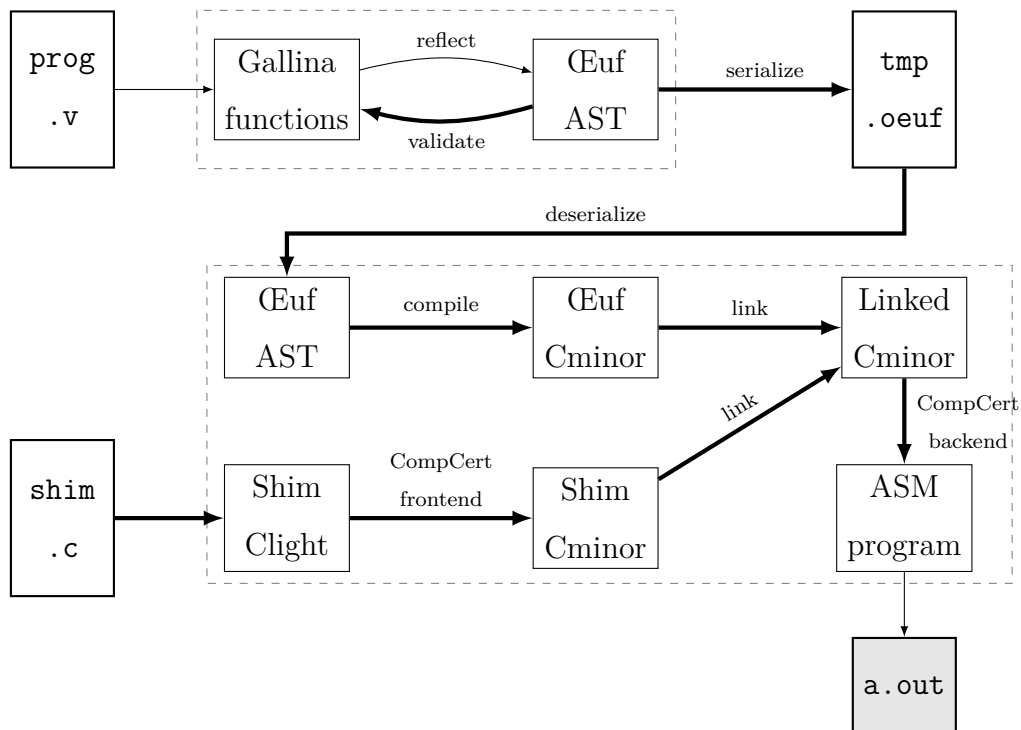 prog
.v
Gallina
functions
reflect
validate
Œuf
AST
serialize
tmp
.oeuf
deserialize
Œuf
AST
compile
Œuf
Cminor
link
Linked
Cminor
link
CompCert
backend
shim
.c
Shim
Clight
CompCert
frontend
Shim
Cminor
ASM
program
a.out